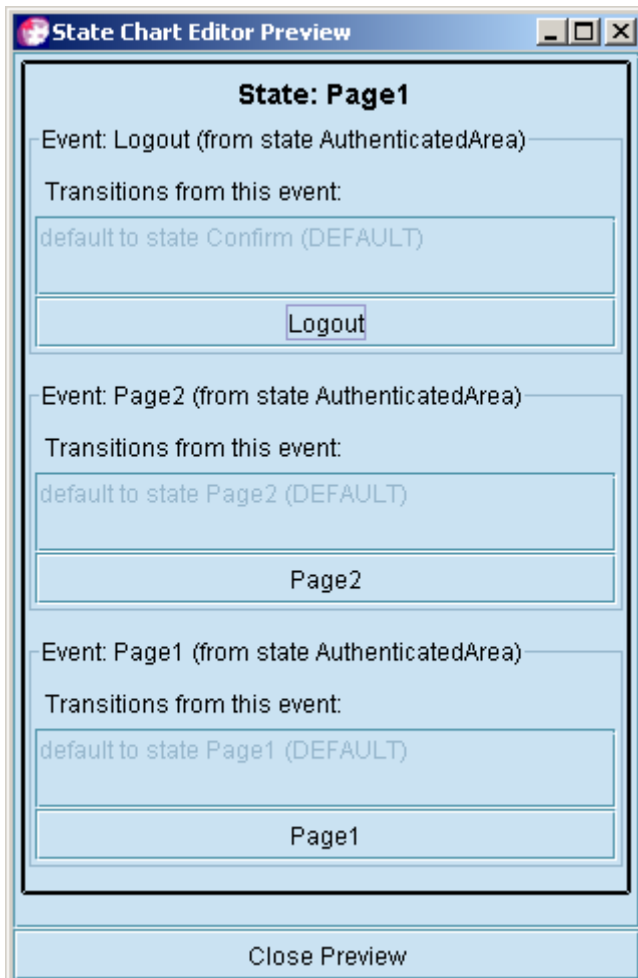 State Chart Editor Preview
State: Page1
Event: Logout (from state AuthenticatedArea)
Transitions from this event:
default to state Confirm (DEFAULT)
Logout
Event: Page2 (from state AuthenticatedArea)
Transitions from this event:
default to state Page2 (DEFAULT)
Page2
Event: Page1 (from state AuthenticatedArea)
Transitions from this event:
default to state Page1 (DEFAULT)
Page1
Close Preview